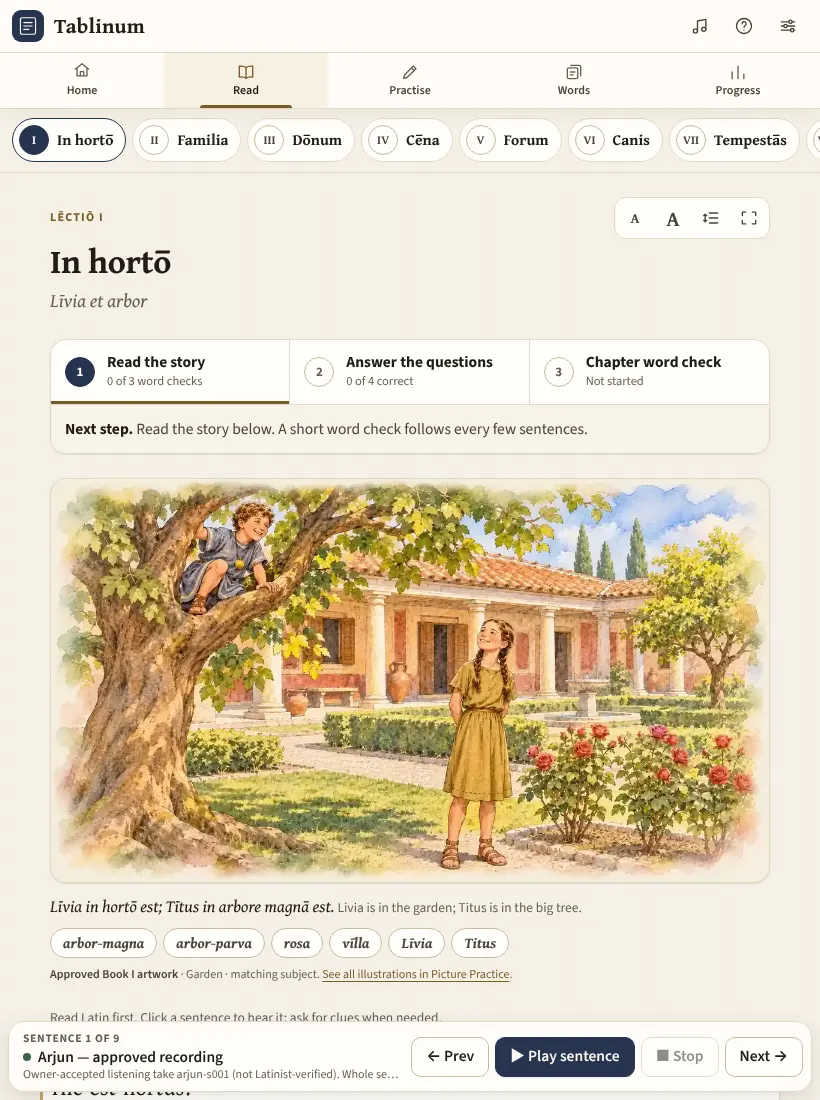 Tablinum
Home
Read
Practise
Words
Progress
I In hortō
II Familia
III Dōnum
IV Cēna
V Forum
VI Canis
VII Tempestās
LĒCTIŌ I
A A
In hortō
Līvia et arbor
1 Read the story
0 of 3 word checks
2 Answer the questions
0 of 4 correct
3 Chapter word check
Not started
Next step. Read the story below. A short word check follows every few sentences.
Līvia in hortō est; Tītus in arbore magnā est. Livia is in the garden; Titus is in the big tree.
arbor-magna
arbor-parva
rosa
vīlla
Līvia
Titus
Approved Book I artwork · Garden · matching subject. See all illustrations in Picture Practice.
Read Latin first. Click a sentence to hear it; ask for clues when needed.
SENTENCE 1 OF 9
Arjun — approved recording
Owner-accepted listening take arjun-s001 (not Latinist-verified). Whole se…
← Prev
▶ Play sentence
■ Stop
Next →